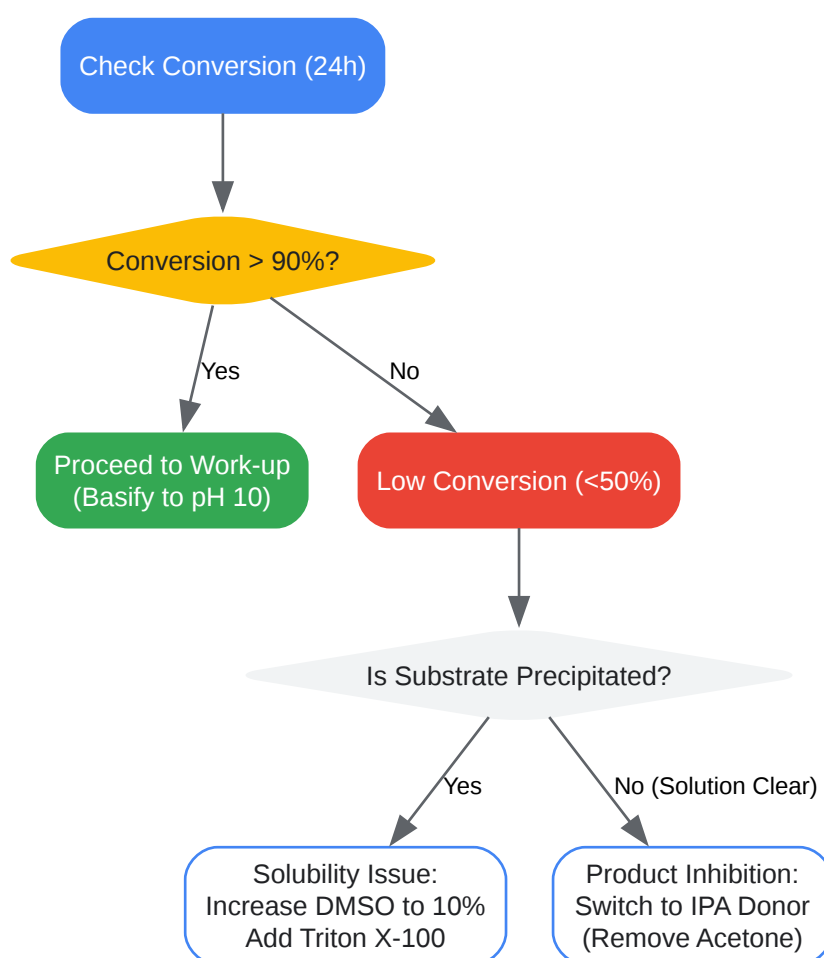 Check Conversion (24h)
Conversion > 90%?
Yes
No
Proceed to Work-up
(Basify to pH 10)
Low Conversion (<50%)
Is Substrate Precipitated?
Yes
No (Solution Clear)
Solubility Issue:
Increase DMSO to 10%
Add Triton X-100
Product Inhibition:
Switch to IPA Donor
(Remove Acetone)